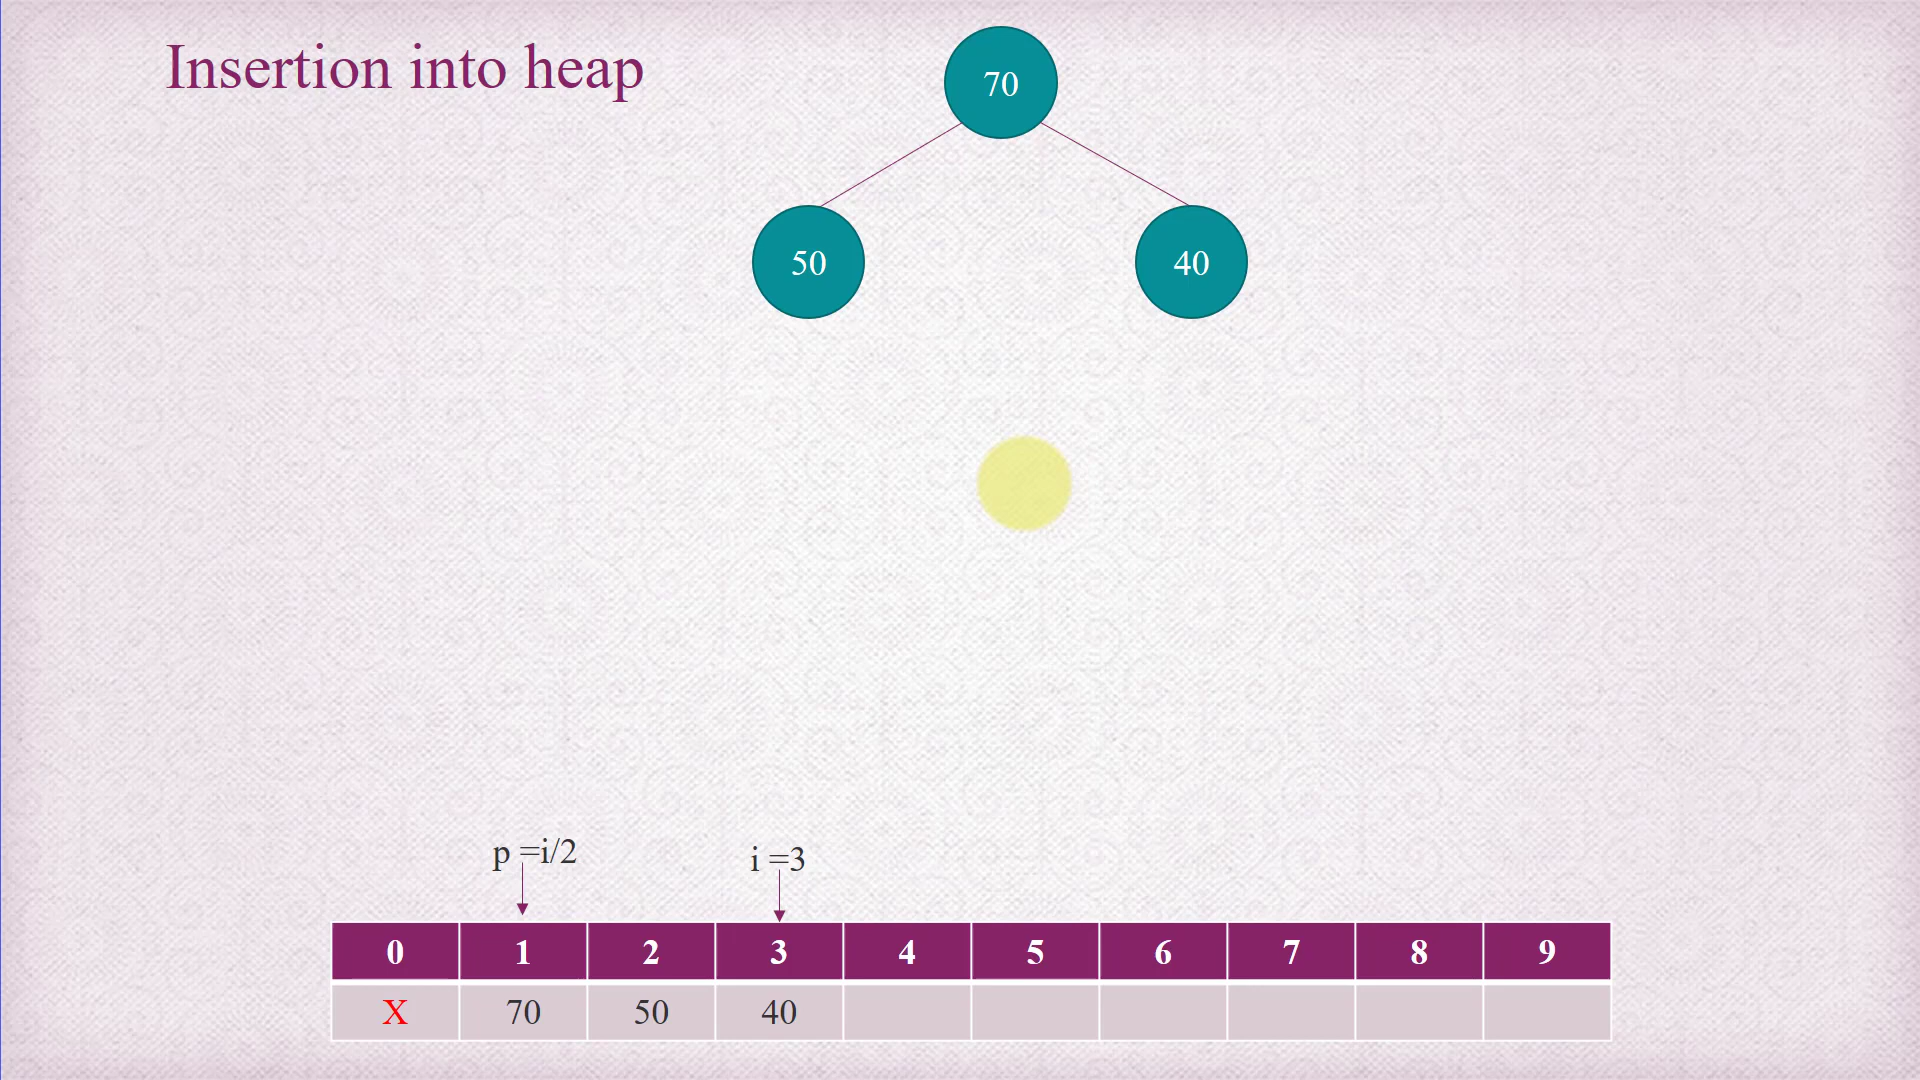 Insertion into heap
70
50 40
p =i/2 i =3
0 1 2 3 4 5 6 7 8 9
X 70 50 40